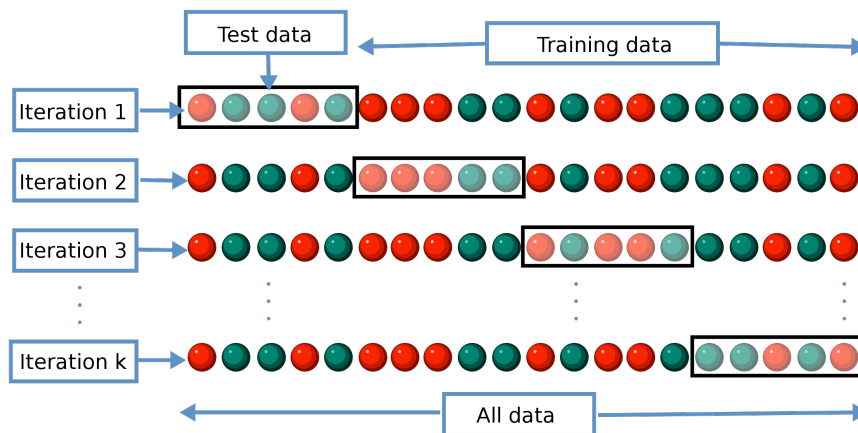 Test data
Training data
Iteration 1
Iteration 2
Iteration 3
Iteration k
All data